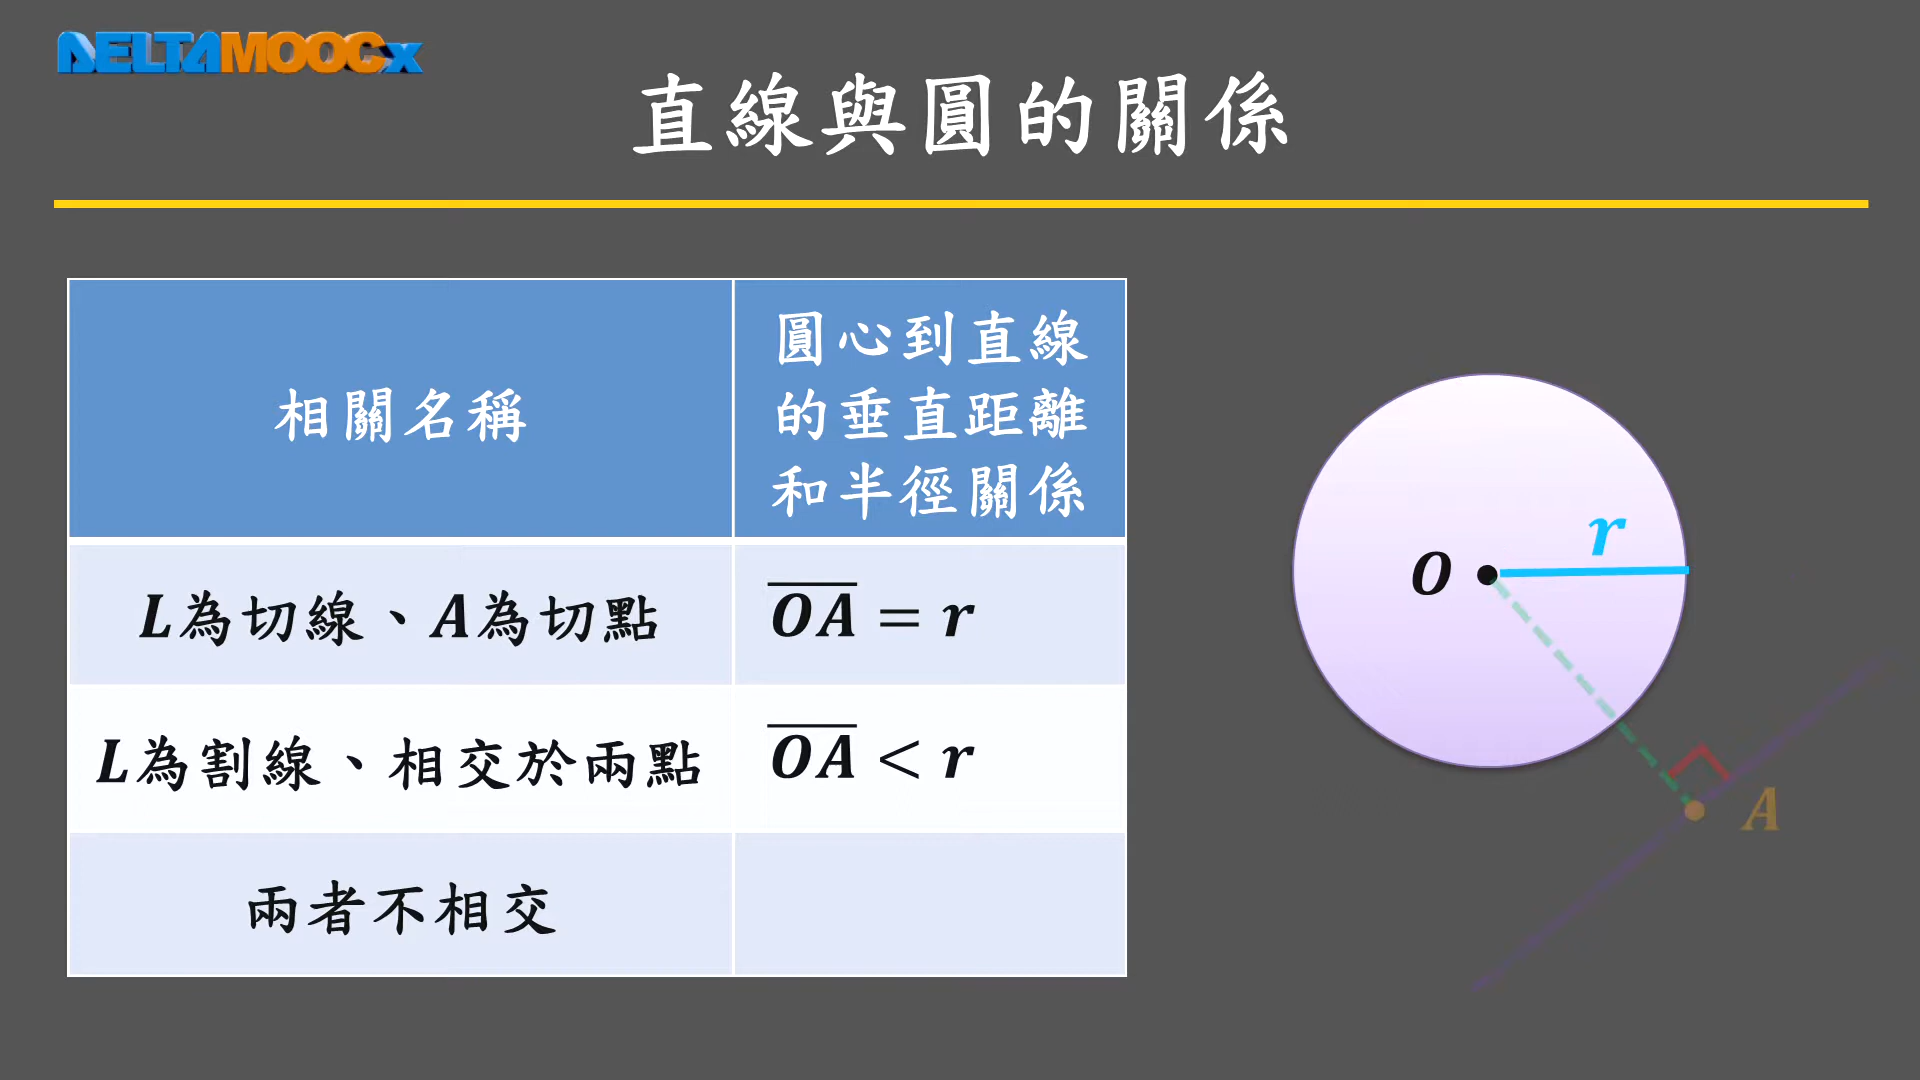 DELTAMOOCx
直線與圓的關係
相關名稱
圓心到直線
的垂直距離
和半徑關係
L為切線、A為切點
OA = r
L為割線、相交於兩點
OA < r
兩者不相交
r
O
A